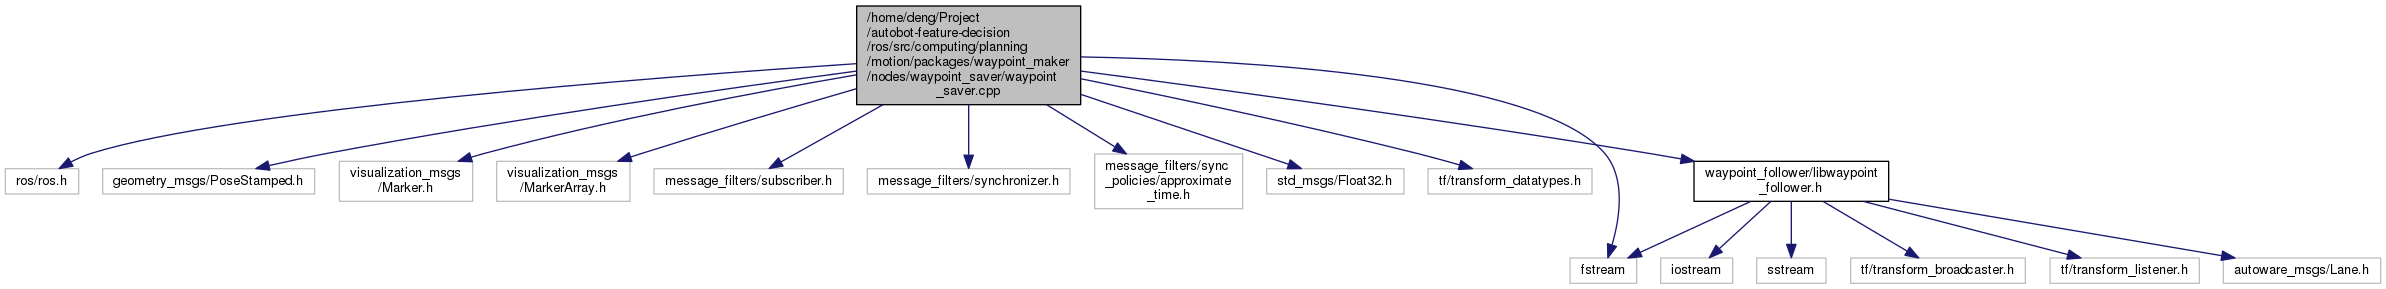 /home/deng/Project
/autobot-feature-decision
/ros/src/computing/planning
/motion/packages/waypoint_maker
/nodes/waypoint_saver/waypoint
_saver.cpp
ros/ros.h
geometry_msgs/PoseStamped.h
visualization_msgs
/Marker.h
visualization_msgs
/MarkerArray.h
message_filters/subscriber.h
message_filters/synchronizer.h
message_filters/sync
_policies/approximate
_time.h
std_msgs/Float32.h
tf/transform_datatypes.h
waypoint_follower/libwaypoint
_follower.h
fstream
iostream
sstream
tf/transform_broadcaster.h
tf/transform_listener.h
autoware_msgs/Lane.h